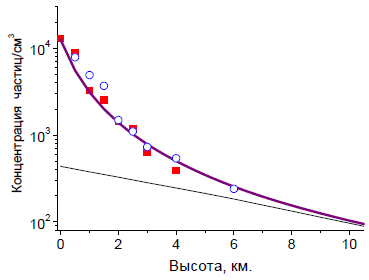 Концентрация частиц/см³
10⁴
10³
10²
0 2 4 6 8 10
Высота, км.